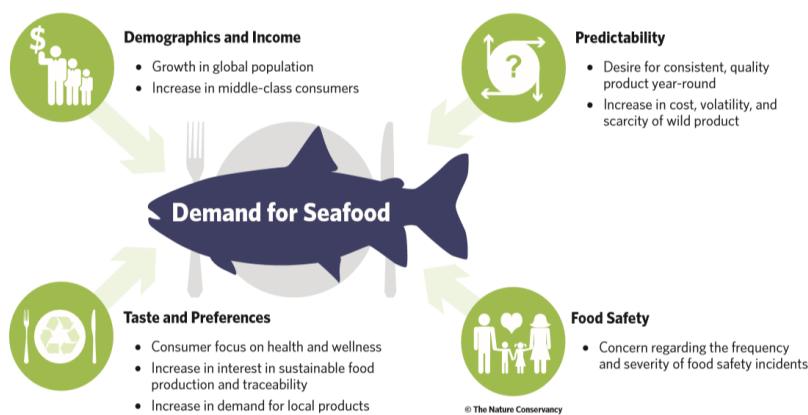 $
Demographics and Income
• Growth in global population
• Increase in middle-class consumers
?
Predictability
• Desire for consistent, quality
product year-round
• Increase in cost, volatility, and
scarcity of wild product
Demand for Seafood
Taste and Preferences
• Consumer focus on health and wellness
• Increase in interest in sustainable food
production and traceability
• Increase in demand for local products
Food Safety
• Concern regarding the frequency
and severity of food safety incidents
© The Nature Conservancy